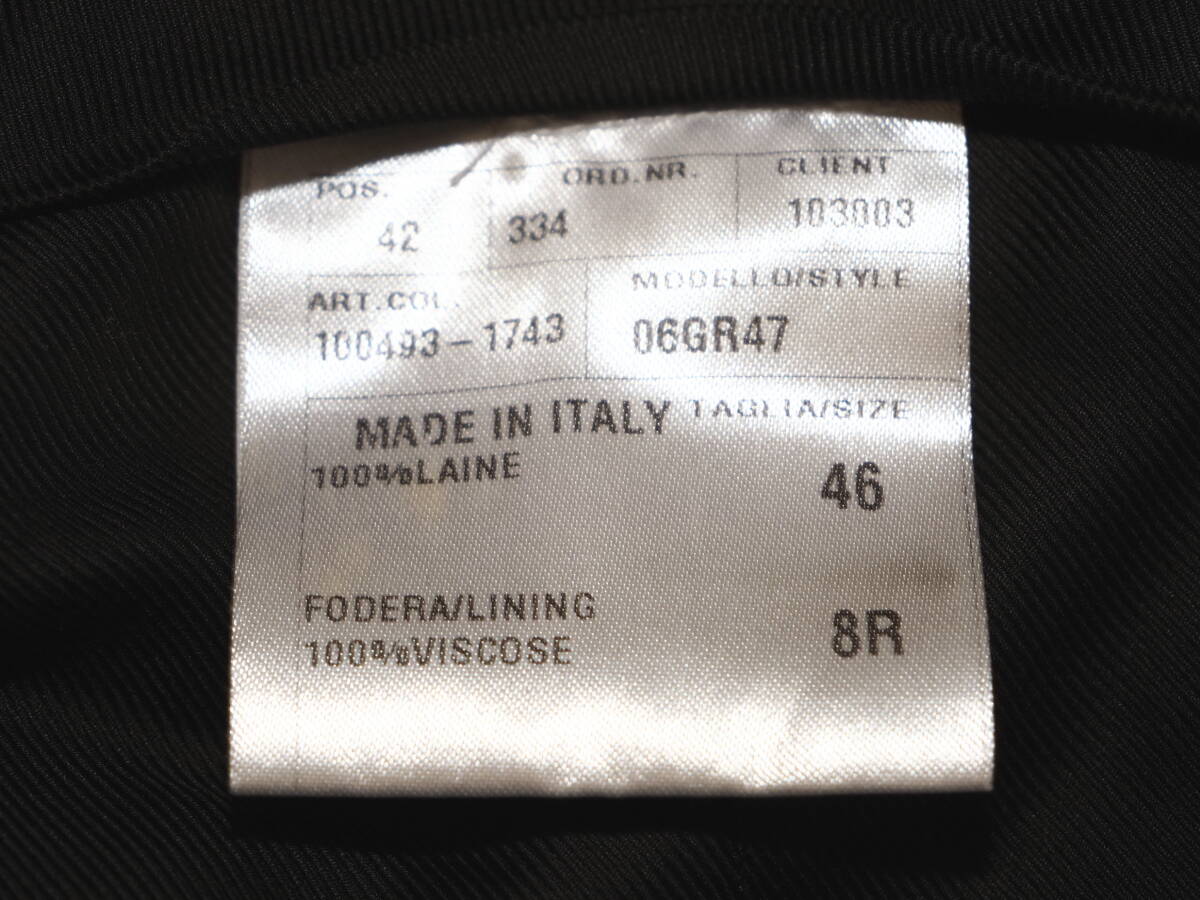 POS. ORD.NR. CLIENT
42 334 103003
ART.COL. MODELLO/STYLE
100493-1743 06GR47
MADE IN ITALY TAGLIA/SIZE
100%LAINE 46
FODERA/LINING 8R
100%VISCOSE